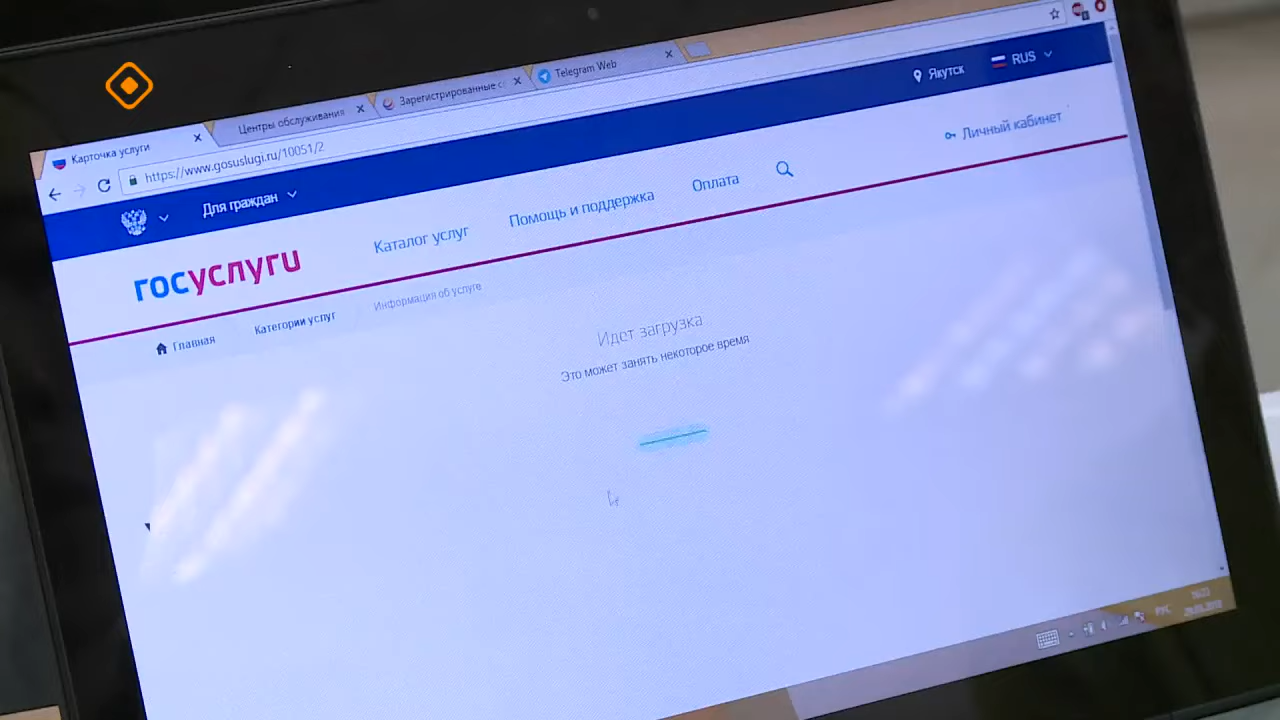 Карточка услуги
Центры обслуживания
Зарегистрированные с
Telegram Web
https://www.gosuslugi.ru/10051/2
Для граждан
Якутск
RUS
госуслуги
Каталог услуг
Помощь и поддержка
Оплата
Личный кабинет
Главная
Категории услуг
Информация об услуге
Идет загрузка
Это может занять некоторое время
РУС